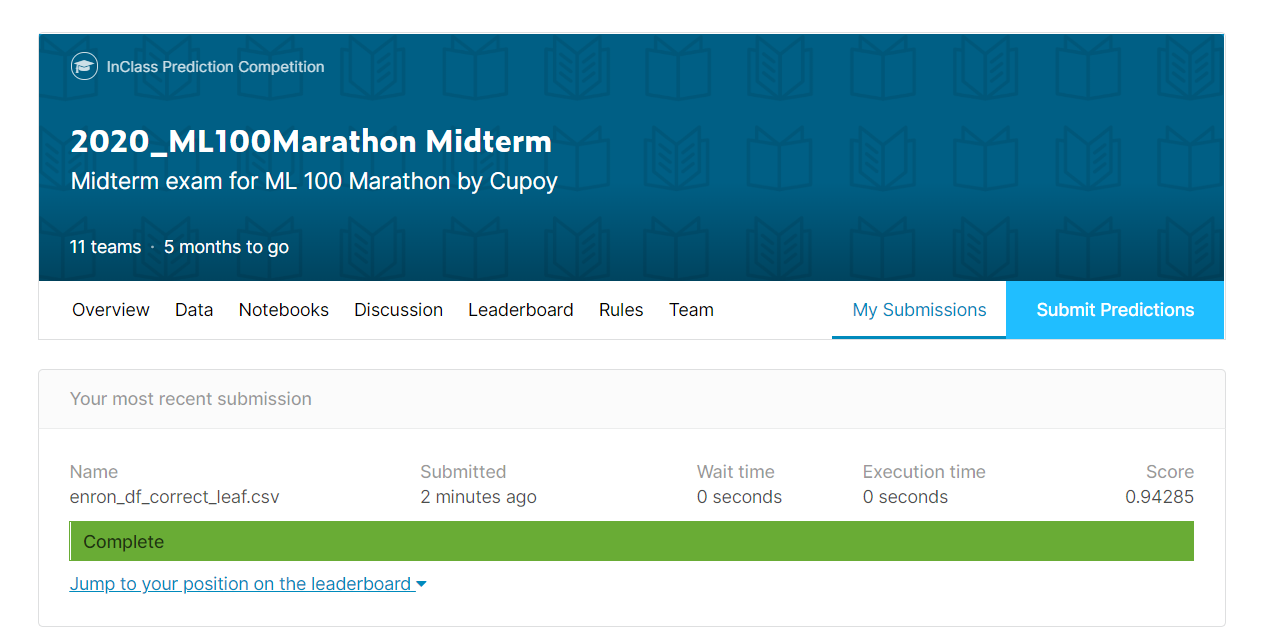 InClass Prediction Competition
2020_ML100Marathon Midterm
Midterm exam for ML 100 Marathon by Cupoy
11 teams · 5 months to go
Overview Data Notebooks Discussion Leaderboard Rules Team My Submissions Submit Predictions
Your most recent submission
Name Submitted Wait time Execution time Score
enron_df_correct_leaf.csv 2 minutes ago 0 seconds 0 seconds 0.94285
Complete
Jump to your position on the leaderboard